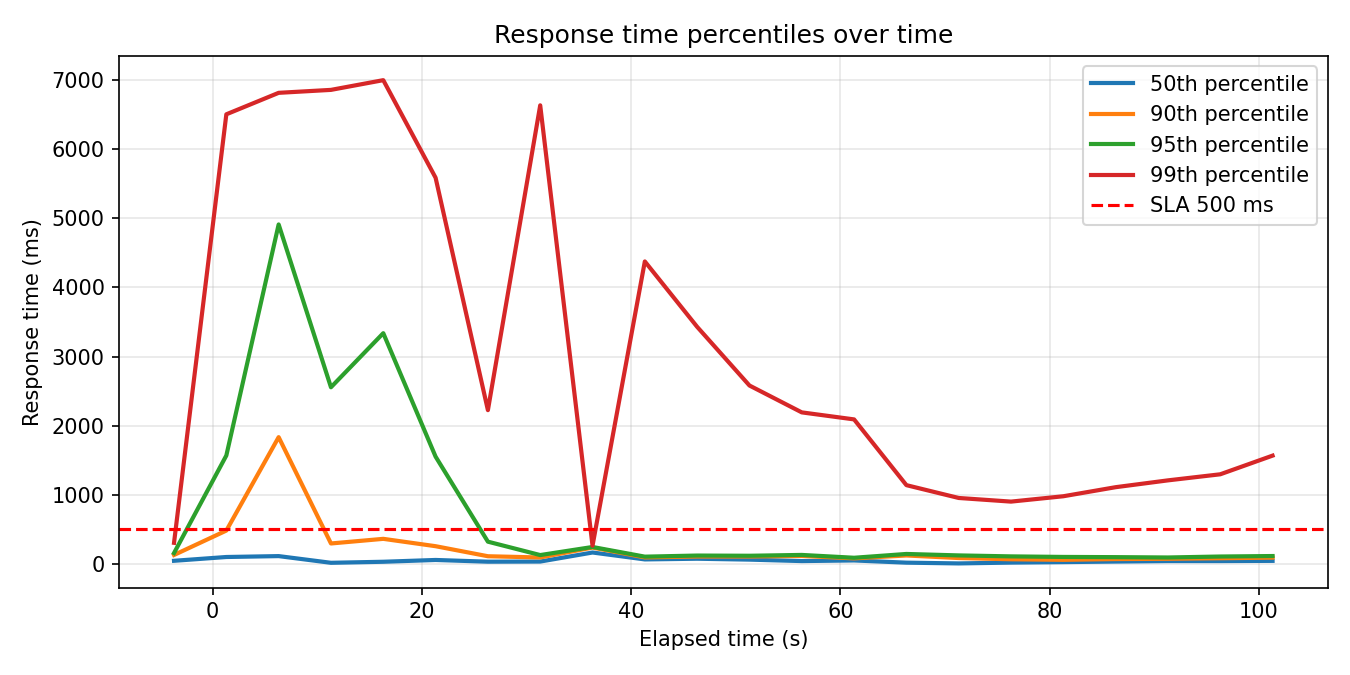 Response time percentiles over time
Response time (ms)
7000
6000
5000
4000
3000
2000
1000
0
50th percentile
90th percentile
95th percentile
99th percentile
SLA 500 ms
0 20 40 60 80 100
Elapsed time (s)